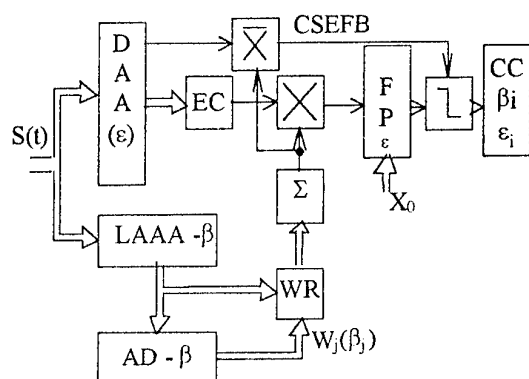 CSEFB
D
A
A
(ε)
X
EC
X
F
P
ε
CC
βi
εi
S(t)
Σ
X₀
LAAA -β
WR
AD -β
Wⱼ(βⱼ)